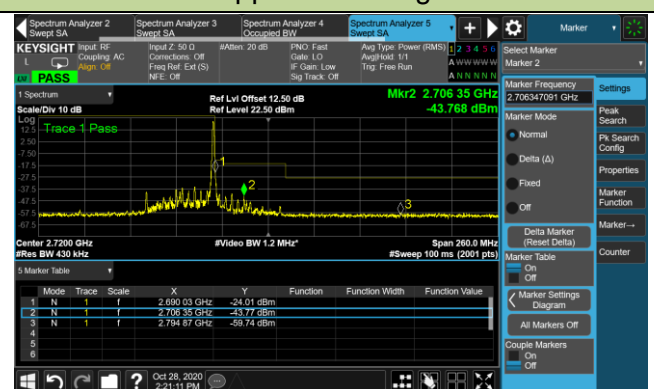 Spectrum Analyzer 2
Swept SA
Spectrum Analyzer 3
Swept SA
Spectrum Analyzer 4
Occupied BW
Spectrum Analyzer 5
Swept SA
Marker
KEYSIGHT
L
PASS
Input: RF
Coupling: AC
Align: Off
Input Z: 50 Ω
Corrections: Off
Freq Ref: Ext (S)
NFE: Off
#Atten: 20 dB
PNO: Fast
Gate: LO
IF Gain: Low
Sig Track: Off
Avg Type: Power (RMS)
Avg|Hold: 1/1
Trig: Free Run
1 2 3 4 5 6
A W W W W W
A N N N N N
Select Marker
Marker 2
1 Spectrum
Scale/Div 10 dB
Ref Lvl Offset 12.50 dB
Ref Level 22.50 dBm
Mkr2 2.706 35 GHz
-43.768 dBm
Log
Trace 1 Pass
12.5
2.50
-7.50
-17.5
-27.5
-37.5
-47.5
-57.5
-67.5
1
2
3
Center 2.7200 GHz
#Res BW 430 kHz
#Video BW 1.2 MHz*
Span 260.0 MHz
#Sweep 100 ms (2001 pts)
5 Marker Table
Mode Trace Scale X Y Function Function Width Function Value
1 N 1 f 2.690 03 GHz -24.01 dBm
2 N 1 f 2.706 35 GHz -43.77 dBm
3 N 1 f 2.794 87 GHz -59.74 dBm
4
5
6
Marker Frequency
2.706347091 GHz
Marker Mode
Normal
Delta (Δ)
Fixed
Off
Delta Marker
(Reset Delta)
Marker Table
On
Off
Marker Settings
Diagram
All Markers Off
Couple Markers
On
Off
Settings
Peak
Search
Pk Search
Config
Properties
Marker
Function
Marker→
Counter
?
Oct 28, 2020
2:21:11 PM